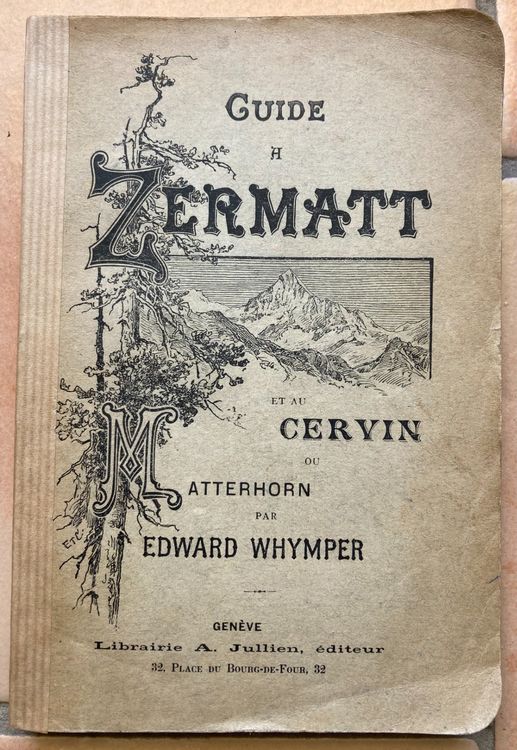 GUIDE
A
ZERMATT
ET AU
CERVIN
OU
MATTERHORN
PAR
EDWARD WHYMPER
ETC.
GENÈVE
Librairie A. Jullien, éditeur
32, PLACE DU BOURG-DE-FOUR, 32